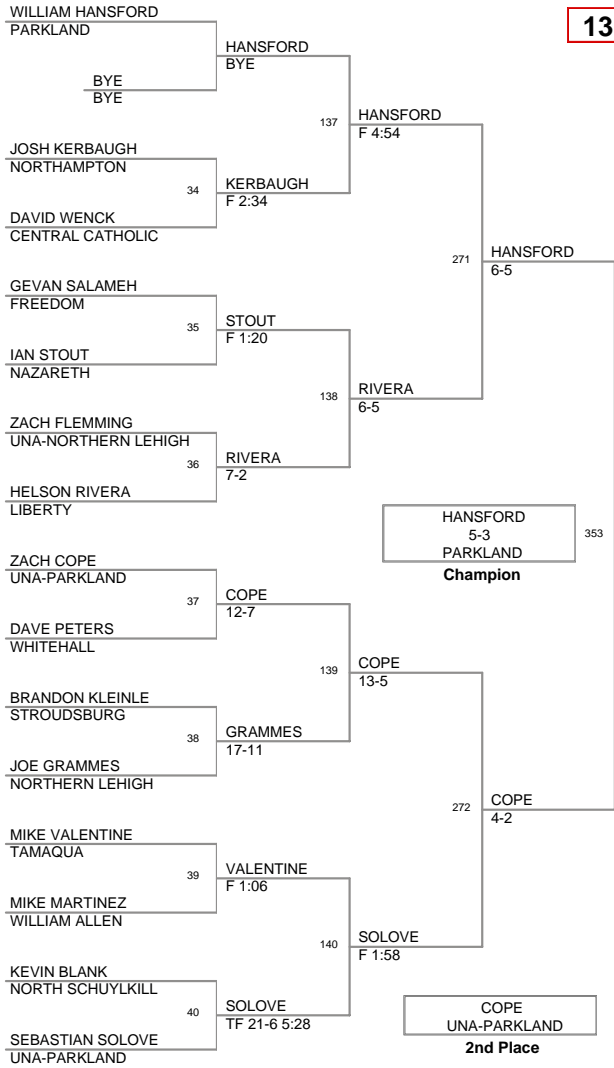 WILLIAM HANSFORD
PARKLAND
13
HANSFORD
BYE
BYE
BYE
137
HANSFORD
F 4:54
JOSH KERBAUGH
NORTHAMPTON
34
KERBAUGH
F 2:34
DAVID WENCK
CENTRAL CATHOLIC
271
HANSFORD
6-5
GEVAN SALAMEH
FREEDOM
35
STOUT
F 1:20
IAN STOUT
NAZARETH
138
RIVERA
6-5
ZACH FLEMMING
UNA-NORTHERN LEHIGH
36
RIVERA
7-2
HELSON RIVERA
LIBERTY
HANSFORD
5-3
PARKLAND
353
Champion
ZACH COPE
UNA-PARKLAND
37
COPE
12-7
DAVE PETERS
WHITEHALL
139
COPE
13-5
BRANDON KLEINLE
STROUDSBURG
38
GRAMMES
17-11
JOE GRAMMES
NORTHERN LEHIGH
272
COPE
4-2
MIKE VALENTINE
TAMAQUA
39
VALENTINE
F 1:06
MIKE MARTINEZ
WILLIAM ALLEN
140
SOLOVE
F 1:58
KEVIN BLANK
NORTH SCHUYLKILL
40
SOLOVE
TF 21-6 5:28
SEBASTIAN SOLOVE
UNA-PARKLAND
COPE
UNA-PARKLAND
2nd Place